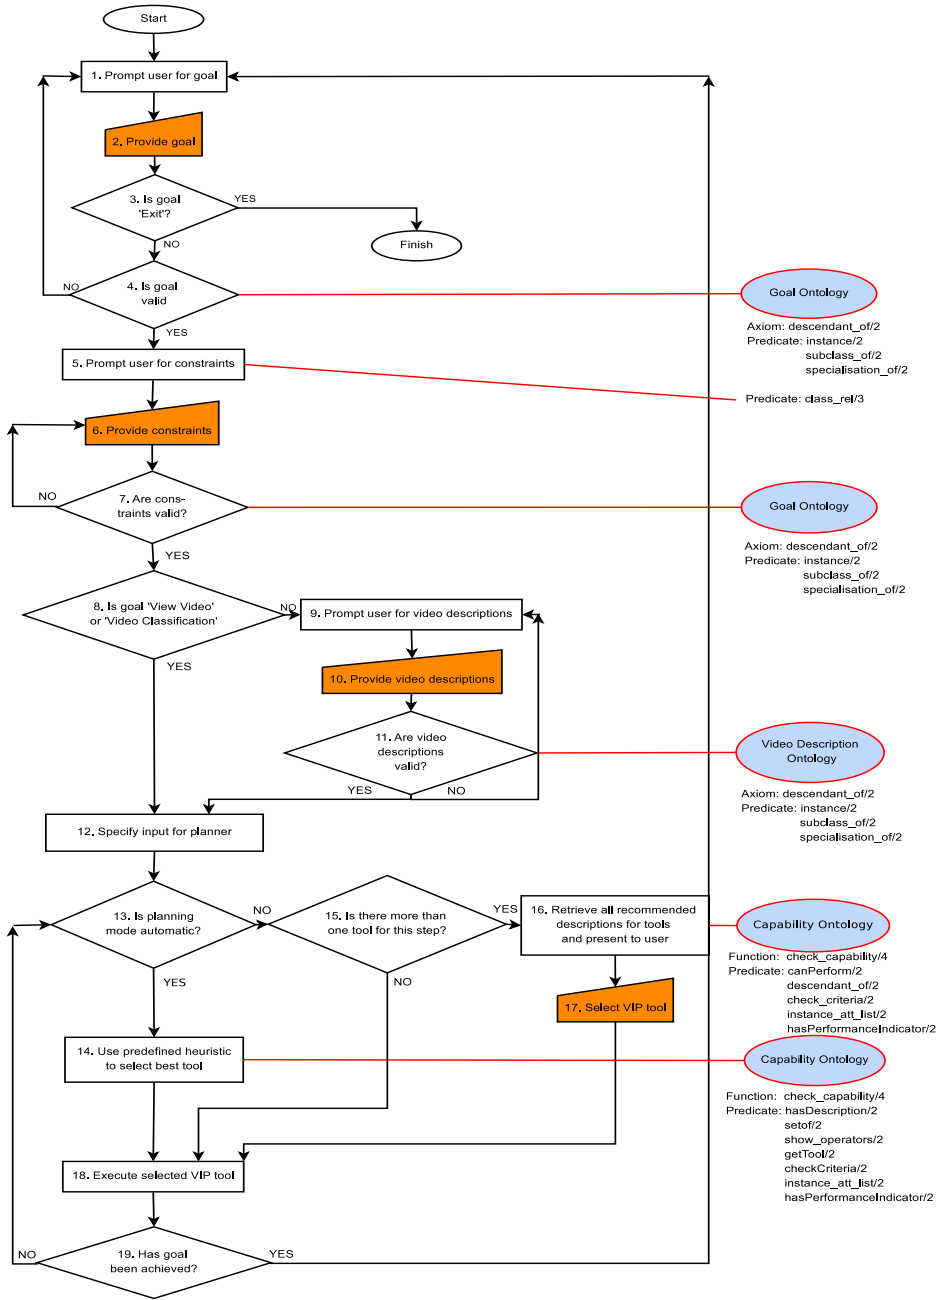 Start
1. Prompt user for goal
2. Provide goal
3. Is goal
'Exit'?
YES
NO
Finish
4. Is goal
valid
NO
YES
Goal Ontology
Axiom: descendant_of/2
Predicate: instance/2
subclass_of/2
specialisation_of/2
5. Prompt user for constraints
Predicate: class_rel/3
6. Provide constraints
7. Are cons-
traints valid?
NO
YES
Goal Ontology
Axiom: descendant_of/2
Predicate: instance/2
subclass_of/2
specialisation_of/2
8. Is goal 'View Video'
or 'Video Classification'
NO
YES
9. Prompt user for video descriptions
10. Provide video descriptions
11. Are video
descriptions
valid?
YES
NO
Video Description
Ontology
Axiom: descendant_of/2
Predicate: instance/2
subclass_of/2
specialisation_of/2
12. Specify input for planner
13. Is planning
mode automatic?
NO
YES
15. Is there more than
one tool for this step?
YES
NO
16. Retrieve all recommended
descriptions for tools
and present to user
Capability Ontology
Function: check_capability/4
Predicate: canPerform/2
descendant_of/2
check_criteria/2
instance_att_list/2
hasPerformanceIndicator/2
17. Select VIP tool
14. Use predefined heuristic
to select best tool
Capability Ontology
Function: check_capability/4
Predicate: hasDescription/2
setof/2
show_operators/2
getTool/2
checkCriteria/2
instance_att_list/2
hasPerformanceIndicator/2
18. Execute selected VIP tool
19. Has goal
been achieved?
NO
YES